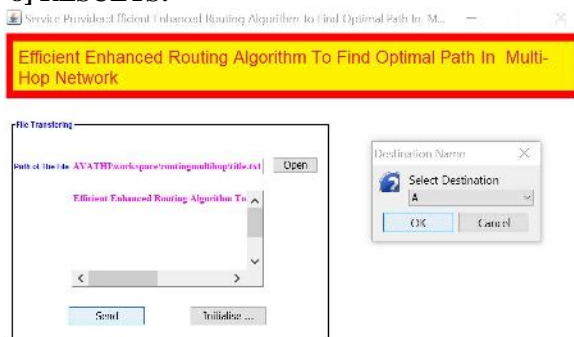 6] RESULTS:
Service Provider::Efficient Enhanced Routing Algorithm To Find Optimal Path In M...
Efficient Enhanced Routing Algorithm To Find Optimal Path In Multi-
Hop Network
File Transfering
Path of The File
AVATHI\workspace\routingmultihop\title.txt
Open
Efficient Enhanced Routing Algorithm To
Send
Initialise ...
Destination Name
Select Destination
A
OK
Cancel